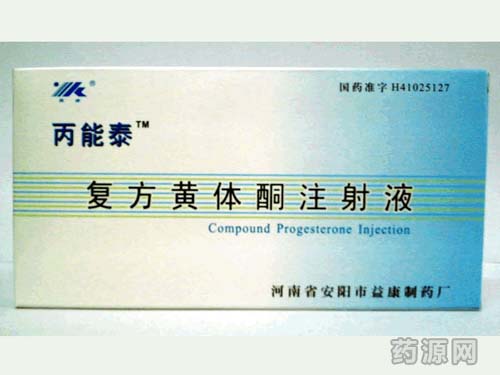 国药准字 H41025127
丙能泰™
复方黄体酮注射液
Compound Progesterone Injection
河南省安阳市益康制药厂
药源网